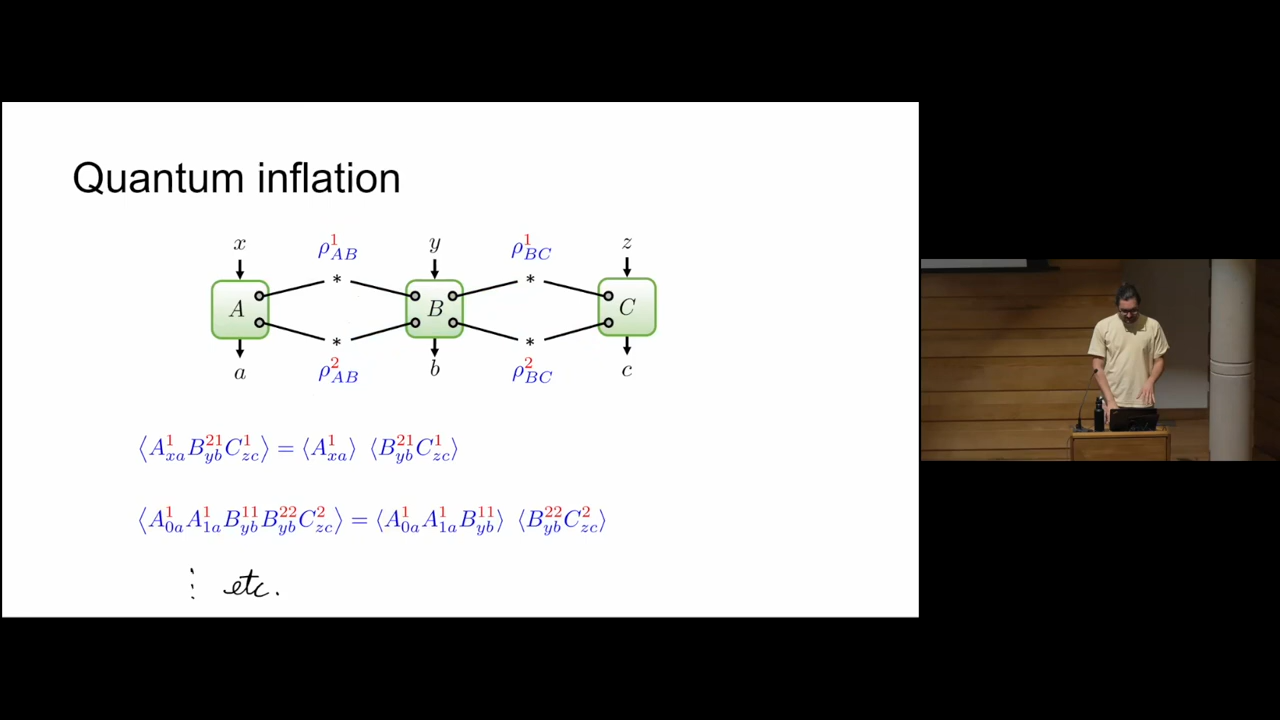 Quantum inflation
x ρ¹_AB y ρ¹_BC z
* *
A B C
* *
a ρ²_AB b ρ²_BC c
⟨A¹_xa B²¹_yb C¹_zc⟩ = ⟨A¹_xa⟩ ⟨B²¹_yb C¹_zc⟩
⟨A¹_0a A¹_1a B¹¹_yb B²²_yb C²_zc⟩ = ⟨A¹_0a A¹_1a B¹¹_yb⟩ ⟨B²²_yb C²_zc⟩
⋮ etc.